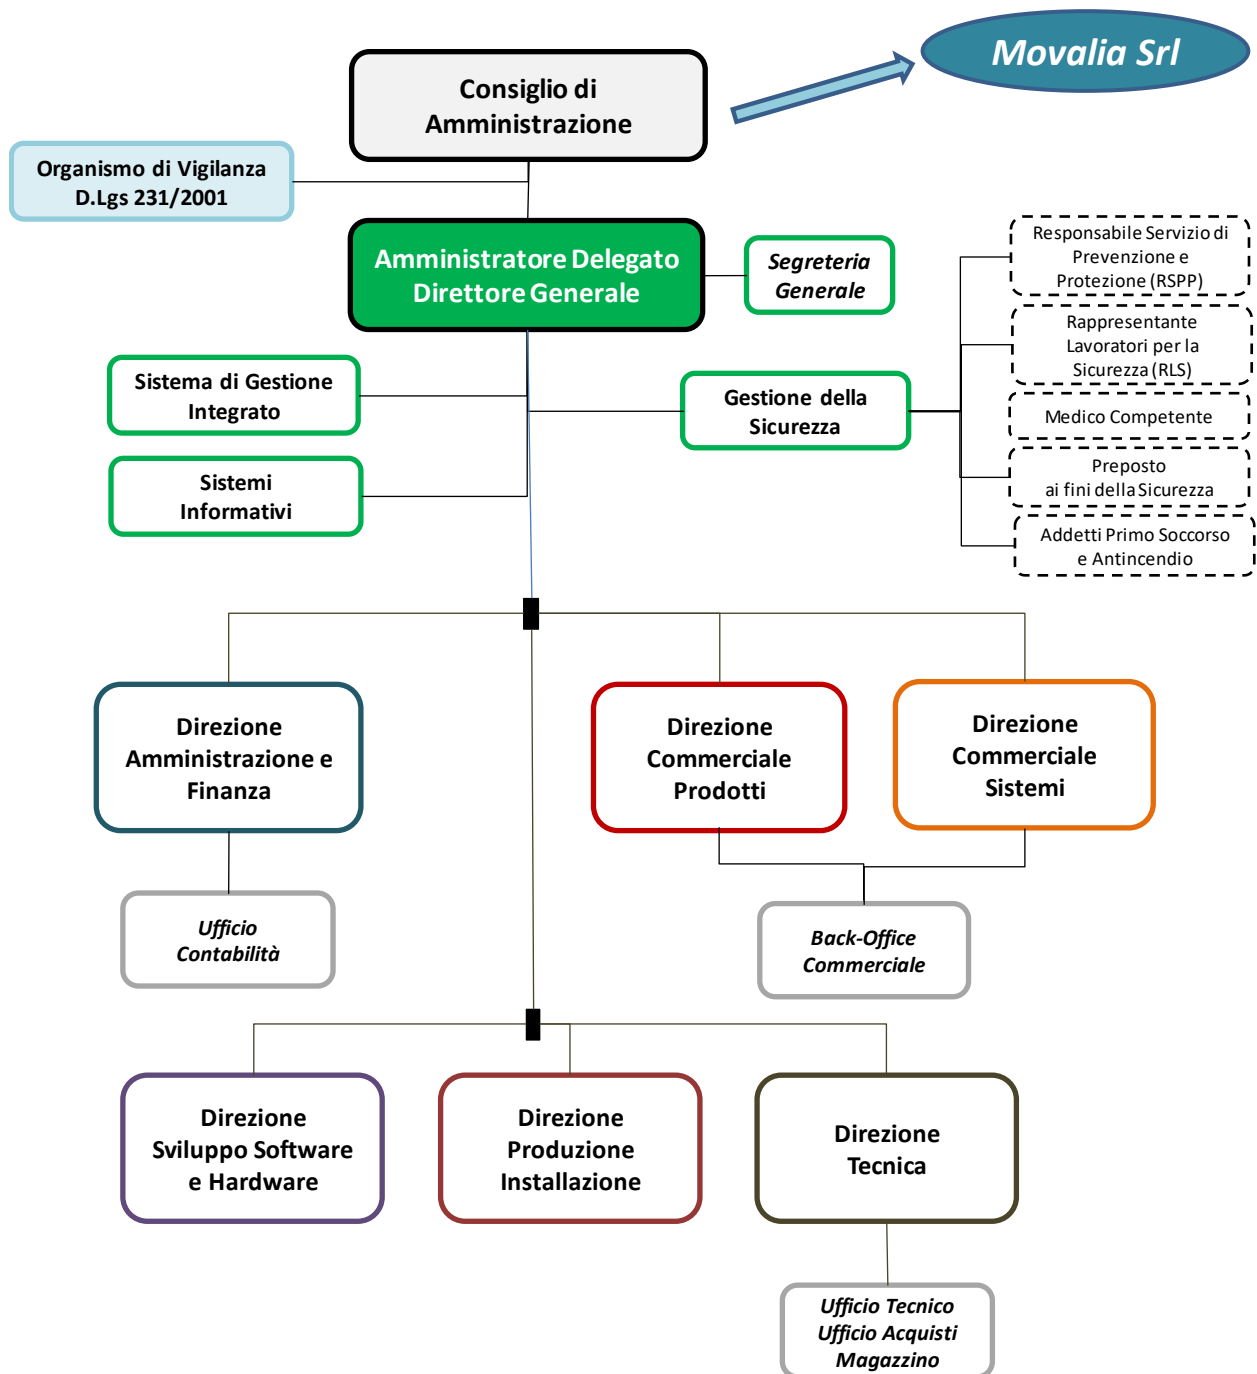 Movalia Srl
Consiglio di
Amministrazione
Organismo di Vigilanza
D.Lgs 231/2001
Amministratore Delegato
Direttore Generale
Segreteria
Generale
Responsabile Servizio di
Prevenzione e
Protezione (RSPP)
Rappresentante
Lavoratori per la
Sicurezza (RLS)
Medico Competente
Preposto
ai fini della Sicurezza
Addetti Primo Soccorso
e Antincendio
Sistema di Gestione
Integrato
Gestione della
Sicurezza
Sistemi
Informativi
Direzione
Amministrazione e
Finanza
Direzione
Commerciale
Prodotti
Direzione
Commerciale
Sistemi
Ufficio
Contabilità
Back-Office
Commerciale
Direzione
Sviluppo Software
e Hardware
Direzione
Produzione
Installazione
Direzione
Tecnica
Ufficio Tecnico
Ufficio Acquisti
Magazzino